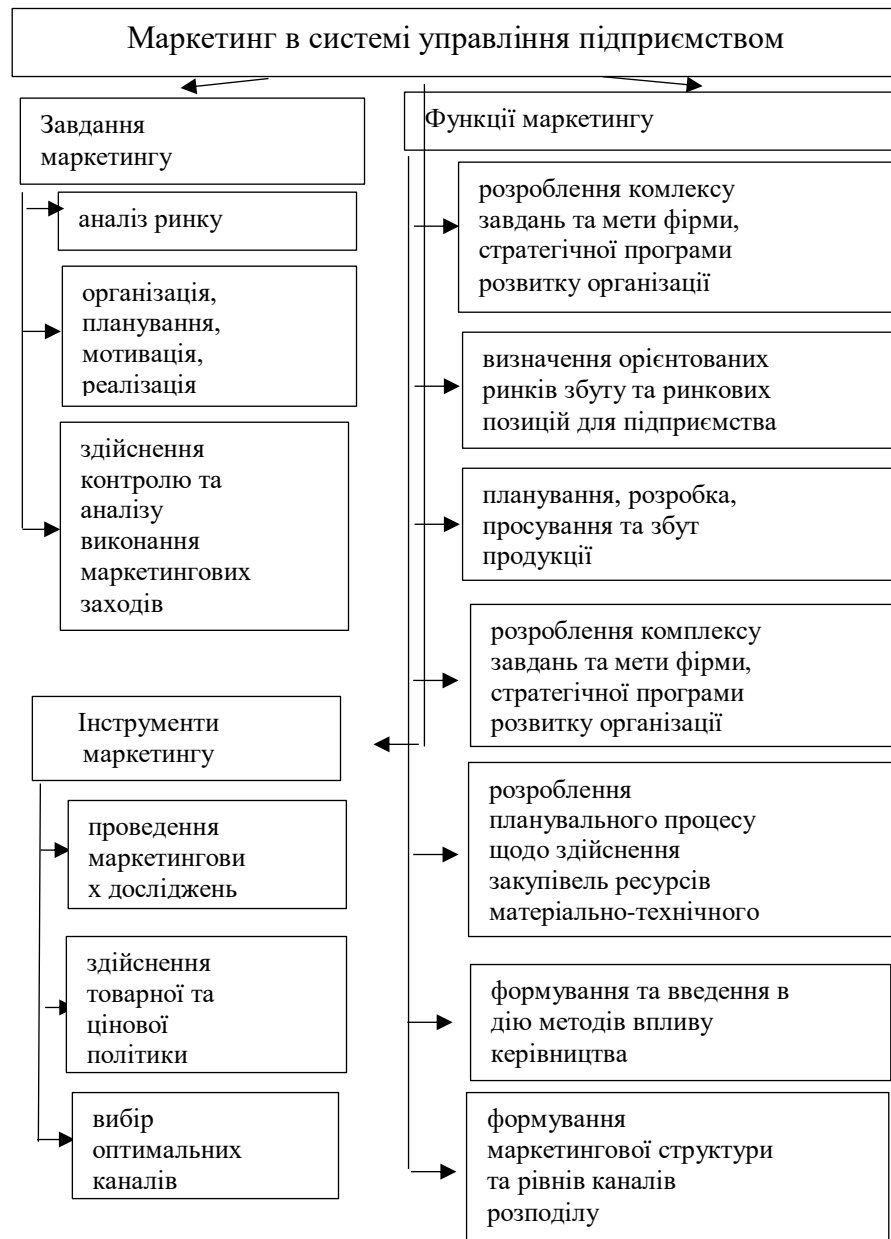 Маркетинг в системі управління підприємством
Завдання
маркетингу
аналіз ринку
організація,
планування,
мотивація,
реалізація
здійснення
контролю та
аналізу
виконання
маркетингових
заходів
Інструменти
маркетингу
проведення
маркетингови
х досліджень
здійснення
товарної та
цінової
політики
вибір
оптимальних
каналів
Функції маркетингу
розроблення комлексу
завдань та мети фірми,
стратегічної програми
розвитку організації
визначення орієнтованих
ринків збуту та ринкових
позицій для підприємства
планування, розробка,
просування та збут
продукції
розроблення комплексу
завдань та мети фірми,
стратегічної програми
розвитку організації
розроблення
планувального процесу
щодо здійснення
закупівель ресурсів
матеріально-технічного
формування та введення в
дію методів впливу
керівництва
формування
маркетингової структури
та рівнів каналів
розподілу